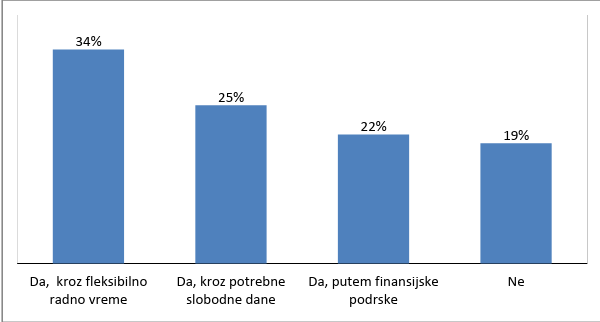 34%
25%
22%
19%
Da,  kroz fleksibilno
radno vreme
Da, kroz potrebne
slobodne dane
Da, putem finansijske
podrske
Ne